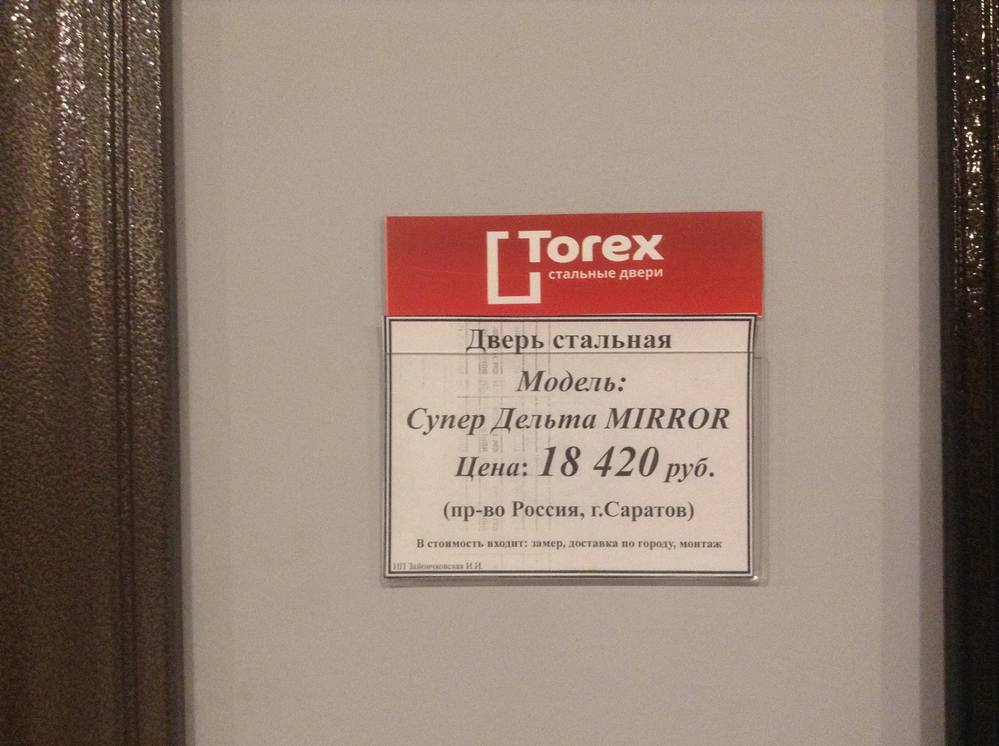 Torex
стальные двери
Дверь стальная
Модель:
Супер Дельта MIRROR
Цена: 18 420 руб.
(пр-во Россия, г.Саратов)
В стоимость входит: замер, доставка по городу, монтаж
ИП Зайончковская И.И.